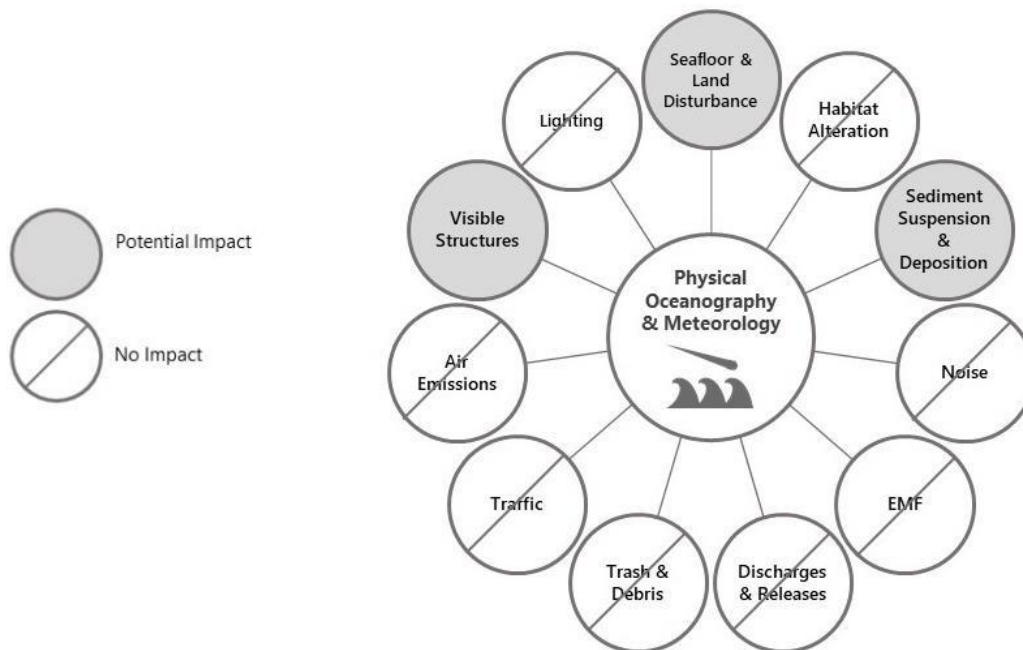 Potential Impact
No Impact
Seafloor &
Land
Disturbance
Habitat
Alteration
Sediment
Suspension
&
Deposition
Noise
EMF
Discharges
& Releases
Trash &
Debris
Traffic
Air
Emissions
Visible
Structures
Lighting
Physical
Oceanography
& Meteorology